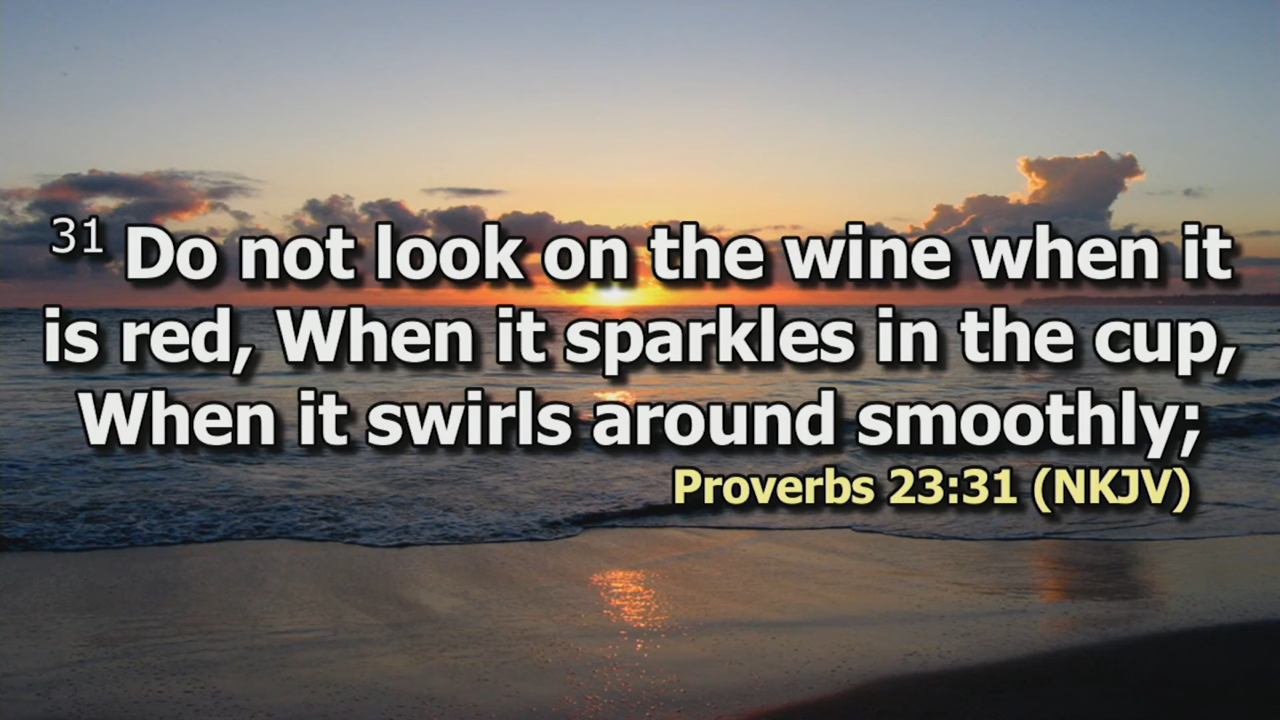 31 Do not look on the wine when it
is red, When it sparkles in the cup,
When it swirls around smoothly;
Proverbs 23:31 (NKJV)